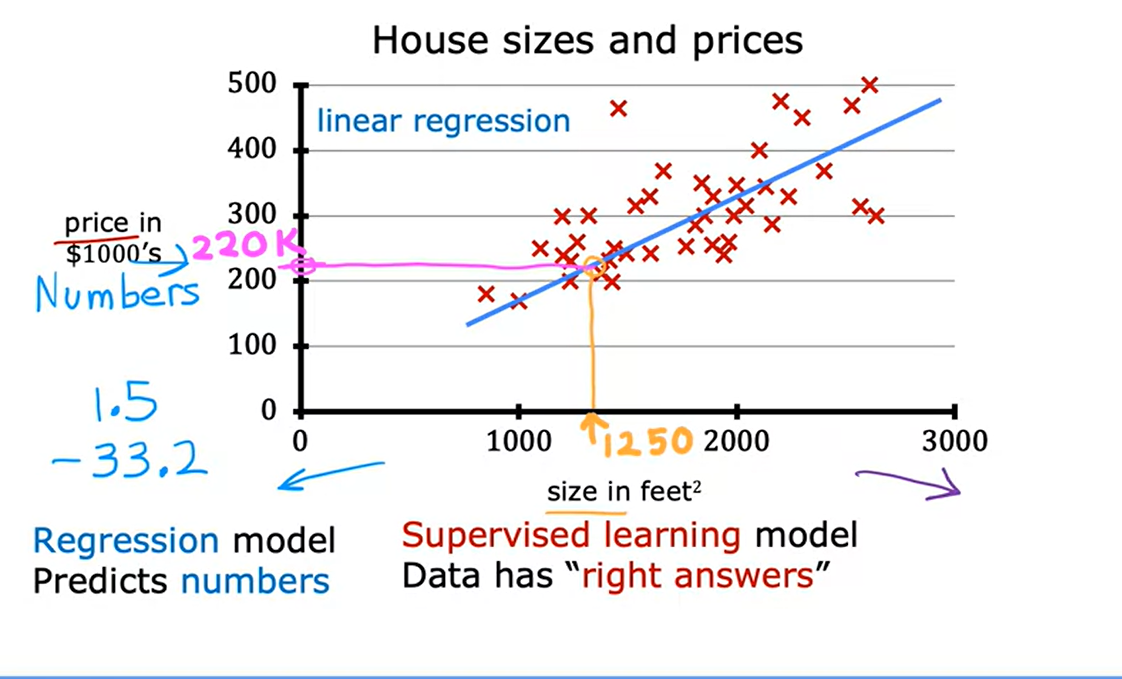 House sizes and prices
500
linear regression
400
300
price in
$1000's
220K
200
Numbers
100
0
1.5
-33.2
0 1000 2000 3000
1250
size in feet²
Regression model
Predicts numbers
Supervised learning model
Data has “right answers”